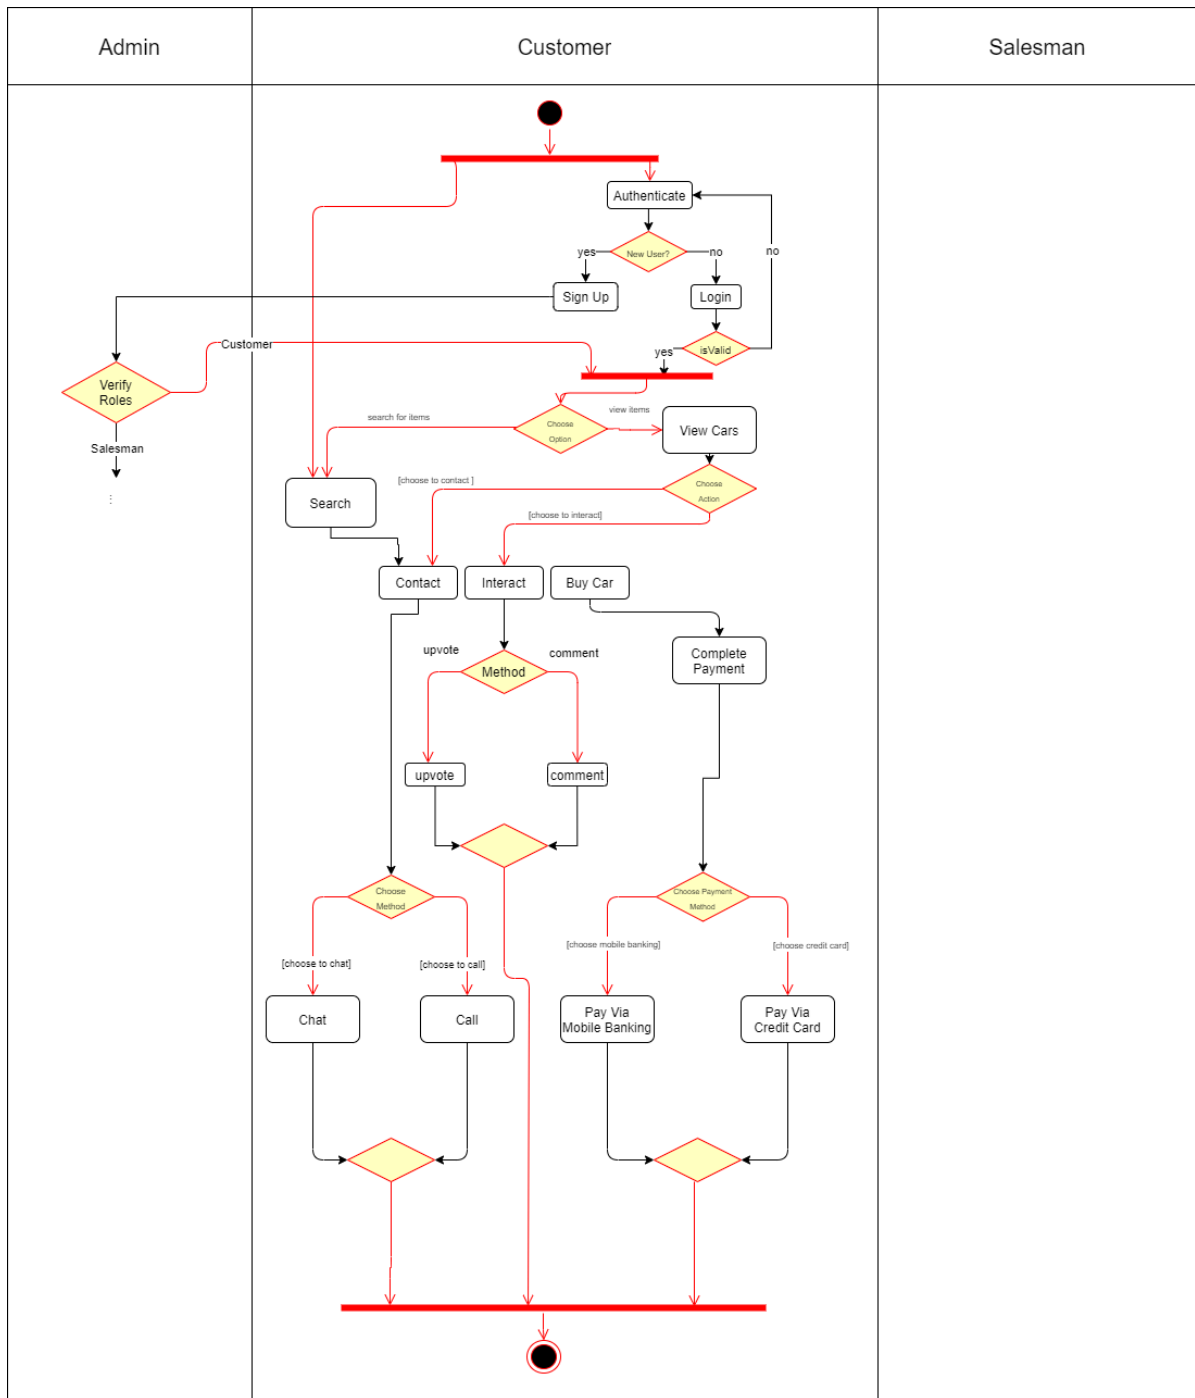 Admin
Customer
Salesman
Authenticate
New User?
yes
no
no
Sign Up
Login
Customer
yes
isValid
Verify
Roles
search for items
Choose
Option
view items
View Cars
Salesman
[choose to contact ]
Choose
Action
:
Search
[choose to interact]
Contact
Interact
Buy Car
upvote
Method
comment
Complete
Payment
upvote
comment
Choose
Method
Choose Payment
Method
[choose to chat]
[choose to call]
[choose mobile banking]
[choose credit card]
Chat
Call
Pay Via
Mobile Banking
Pay Via
Credit Card